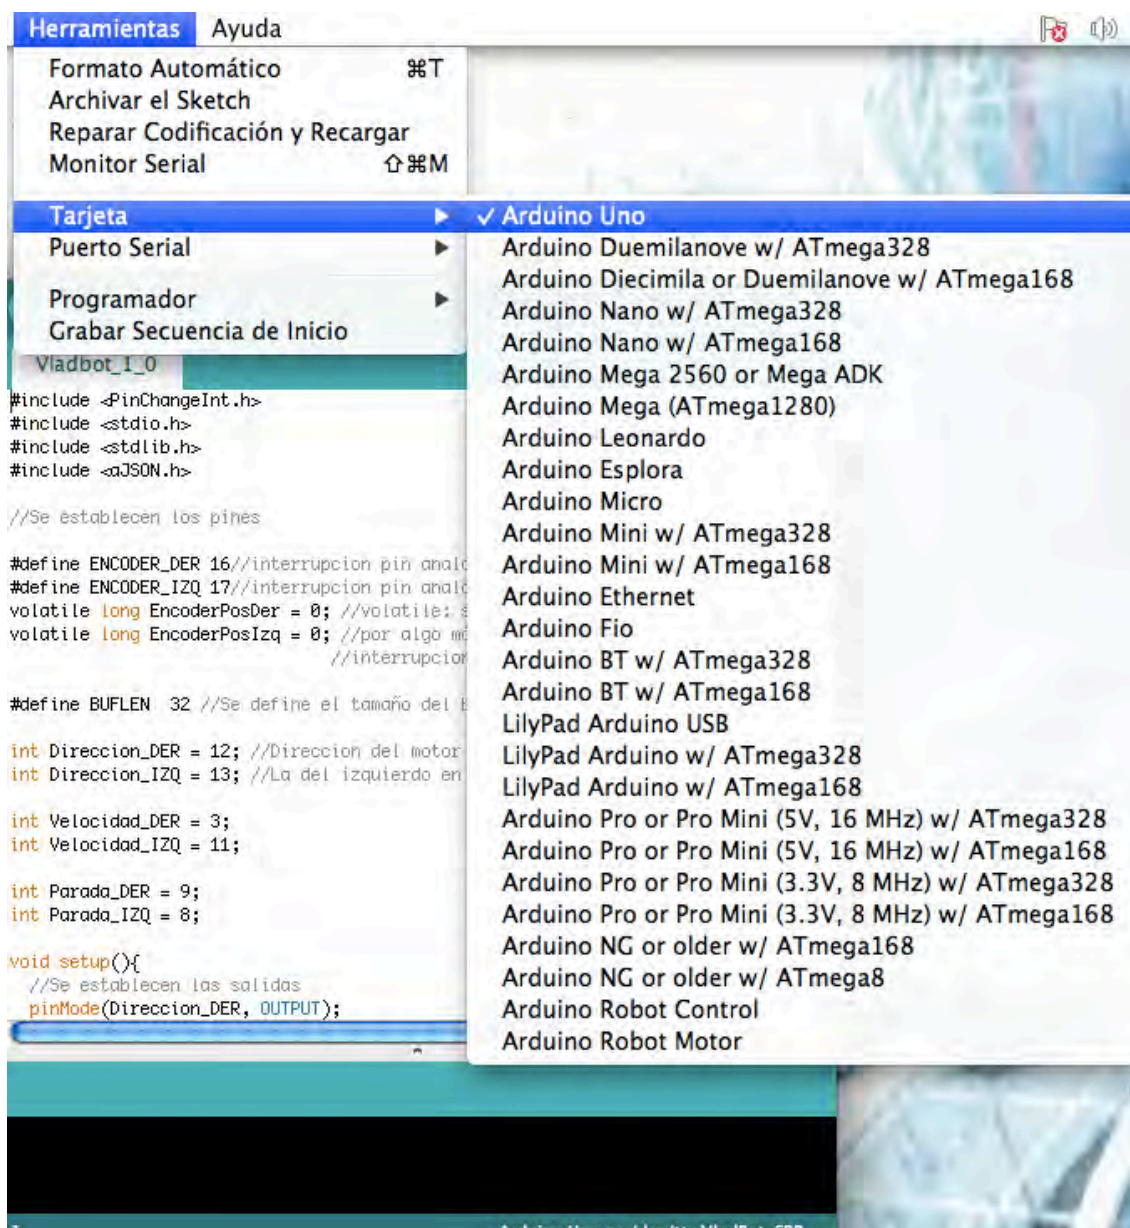 Herramientas Ayuda
Formato Automático ⌘T
Archivar el Sketch
Reparar Codificación y Recargar
Monitor Serial ⇧⌘M
Tarjeta ▶
Puerto Serial ▶
Programador ▶
Grabar Secuencia de Inicio
✓ Arduino Uno
Arduino Duemilanove w/ ATmega328
Arduino Diecimila or Duemilanove w/ ATmega168
Arduino Nano w/ ATmega328
Arduino Nano w/ ATmega168
Arduino Mega 2560 or Mega ADK
Arduino Mega (ATmega1280)
Arduino Leonardo
Arduino Esplora
Arduino Micro
Arduino Mini w/ ATmega328
Arduino Mini w/ ATmega168
Arduino Ethernet
Arduino Fio
Arduino BT w/ ATmega328
Arduino BT w/ ATmega168
LilyPad Arduino USB
LilyPad Arduino w/ ATmega328
LilyPad Arduino w/ ATmega168
Arduino Pro or Pro Mini (5V, 16 MHz) w/ ATmega328
Arduino Pro or Pro Mini (5V, 16 MHz) w/ ATmega168
Arduino Pro or Pro Mini (3.3V, 8 MHz) w/ ATmega328
Arduino Pro or Pro Mini (3.3V, 8 MHz) w/ ATmega168
Arduino NG or older w/ ATmega168
Arduino NG or older w/ ATmega8
Arduino Robot Control
Arduino Robot Motor
Vladbot_1_0
#include <PinChangeInt.h>
#include <stdio.h>
#include <stdlib.h>
#include <aJSON.h>
//Se establecen los pines
#define ENCODER_DER 16//interrupcion pin
#define ENCODER_IZQ 17//interrupcion pin
volatile long EncoderPosDer = 0; //volatile:
volatile long EncoderPosIzq = 0; //por algo
//interrupcion
#define BUFLEN 32 //Se define el tamaño del
int Direccion_DER = 12; //Direccion del motor
int Direccion_IZQ = 13; //La del izquierdo en
int Velocidad_DER = 3;
int Velocidad_IZQ = 11;
int Parada_DER = 9;
int Parada_IZQ = 8;
void setup(){
//Se establecen las salidas
pinMode(Direccion_DER, OUTPUT);